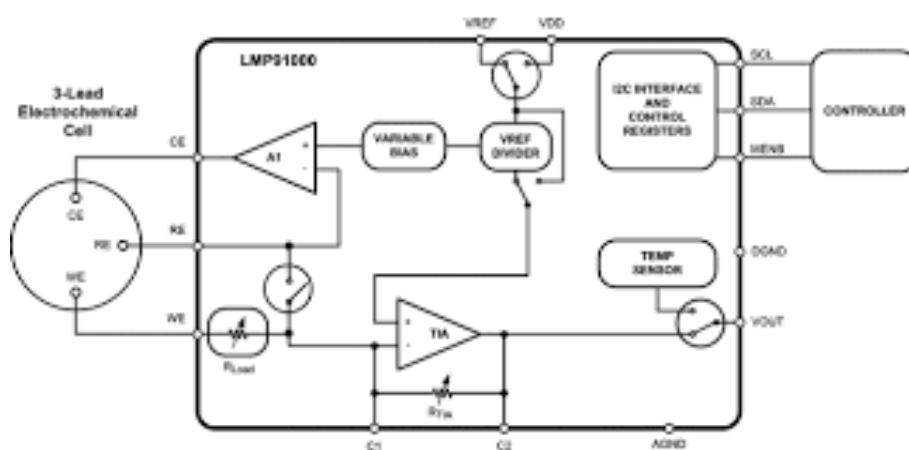 VREF
VDD
LMP91000
3-Lead
Electrochemical
Cell
SCL
I2C INTERFACE
AND
CONTROL
REGISTERS
SDA
CONTROLLER
MENB
CE
A1
+
-
VARIABLE
BIAS
VREF
DIVIDER
CE
RE
RE
WE
DGND
TEMP
SENSOR
WE
VOUT
+
-
TIA
RLoad
RTIA
C1
C2
AGND